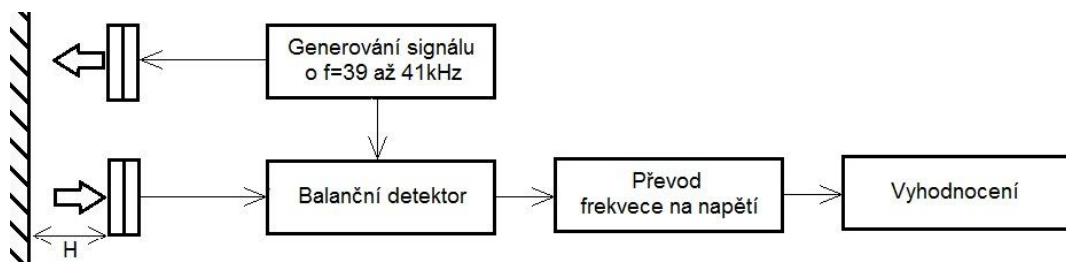 Generování signálu
o f=39 až 41kHz
Balanční detektor
Převod
frekvece na napětí
Vyhodnocení
H